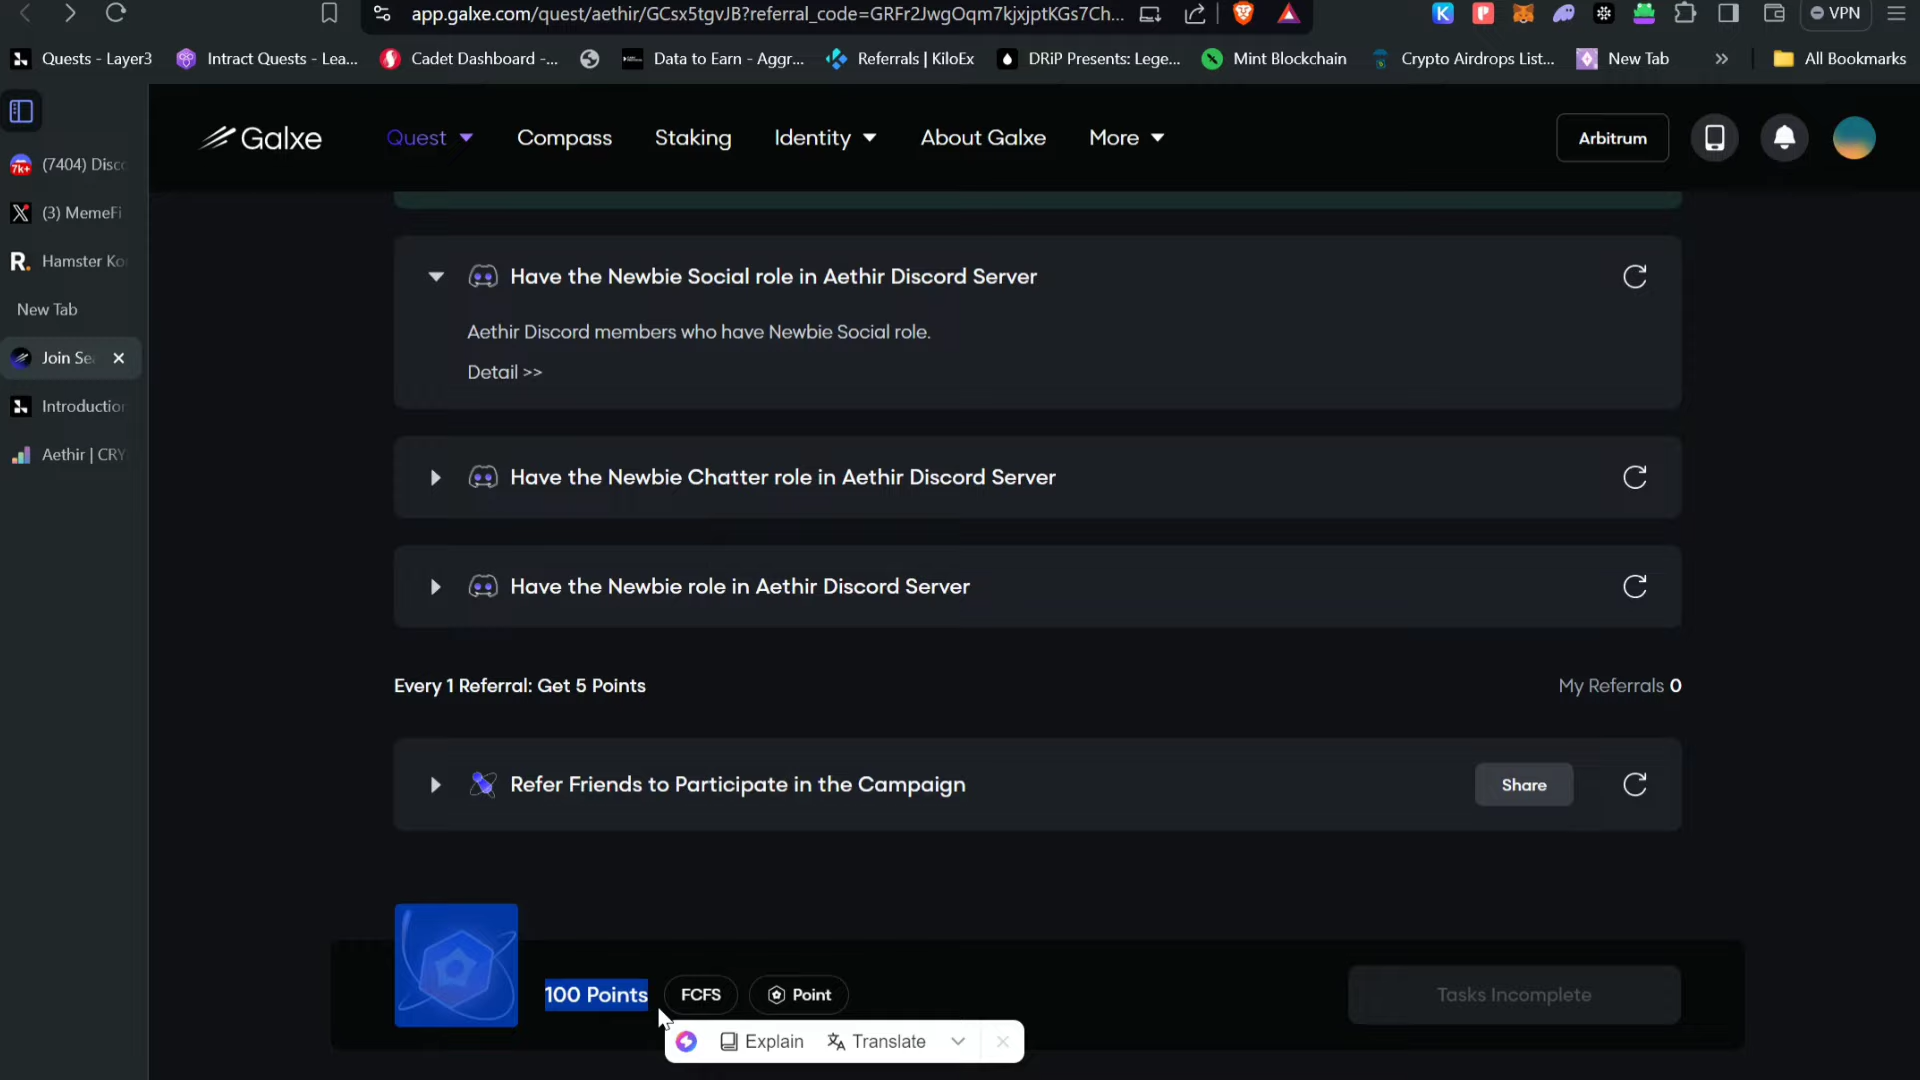 app.galxe.com/quest/aethir/GCsx5tgvJB?referral_code=GRFr2JwgOqm7kjxjptKGs7Ch...
VPN
Quests - Layer3
Intract Quests - Lea...
Cadet Dashboard -...
Data to Earn - Aggr...
Referrals | KiloEx
DRiP Presents: Lege...
Mint Blockchain
Crypto Airdrops List...
New Tab
All Bookmarks
(7404) Disco
(3) MemeFi
Hamster Ko
New Tab
Join Se
Introduction
Aethir | CRY
Galxe
Quest
Compass
Staking
Identity
About Galxe
More
Arbitrum
Have the Newbie Social role in Aethir Discord Server
Aethir Discord members who have Newbie Social role.
Detail >>
Have the Newbie Chatter role in Aethir Discord Server
Have the Newbie role in Aethir Discord Server
Every 1 Referral: Get 5 Points
My Referrals 0
Refer Friends to Participate in the Campaign
Share
100 Points
FCFS
Point
Tasks Incomplete
Explain
Translate